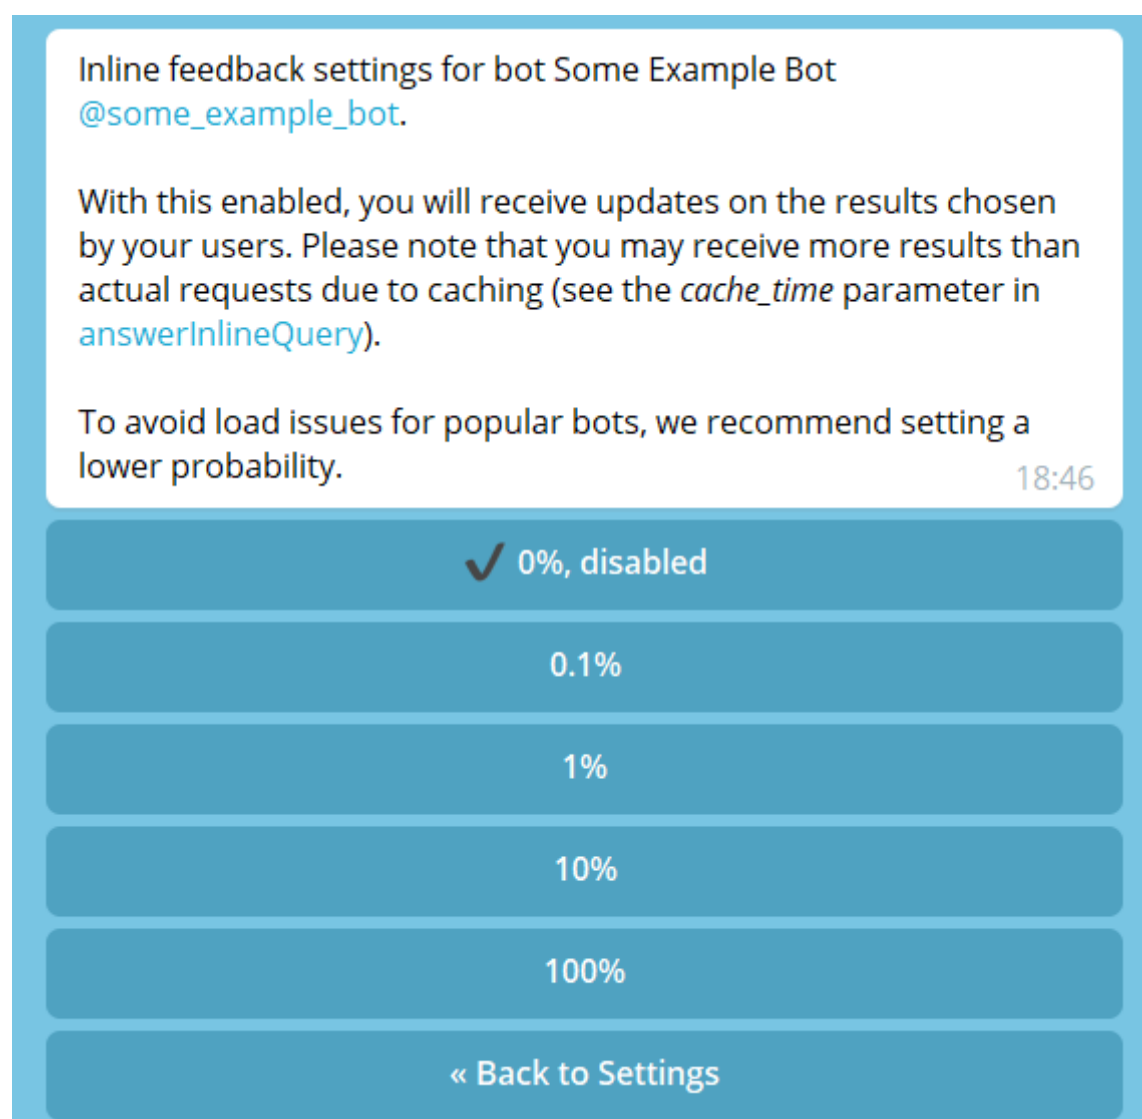 Inline feedback settings for bot Some Example Bot
@some_example_bot.
With this enabled, you will receive updates on the results chosen
by your users. Please note that you may receive more results than
actual requests due to caching (see the cache_time parameter in
answerInlineQuery).
To avoid load issues for popular bots, we recommend setting a
lower probability.
18:46
✔ 0%, disabled
0.1%
1%
10%
100%
« Back to Settings